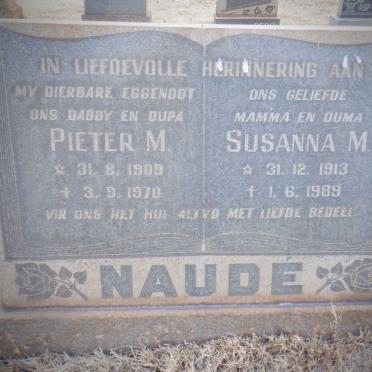 IN LIEFDEVOLLE HERINNERING AAN
MY DIERBARE EGGENOOT
ONS DADDY EN OUPA
PIETER M.
☆ 31. 8. 1909
✝ 3. 9. 1970
ONS GELIEFDE
MAMMA EN OUMA
SUSANNA M.
☆ 31. 12. 1913
✝ 1. 6. 1989
VIR ONS HET HUL ALTYD MET LIEFDE BEDEEL
NAUDE